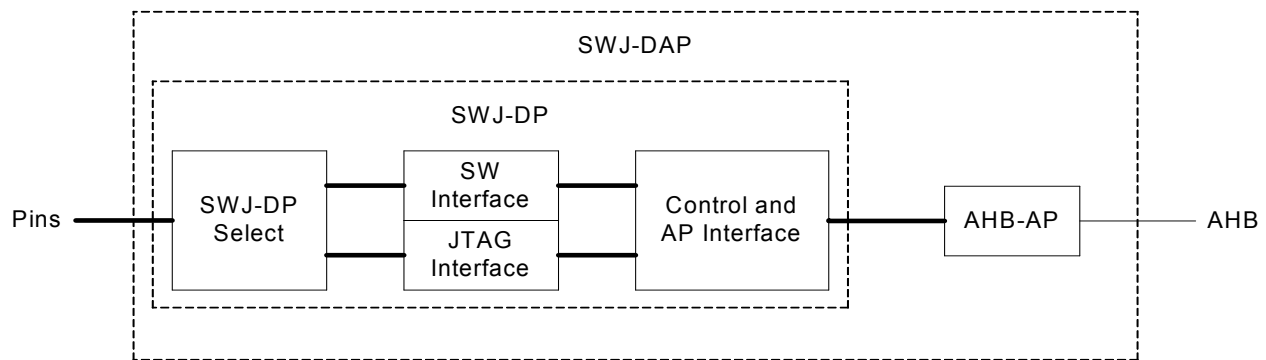 SWJ-DAP
SWJ-DP
Pins
SWJ-DP
Select
SW
Interface
JTAG
Interface
Control and
AP Interface
AHB-AP
AHB